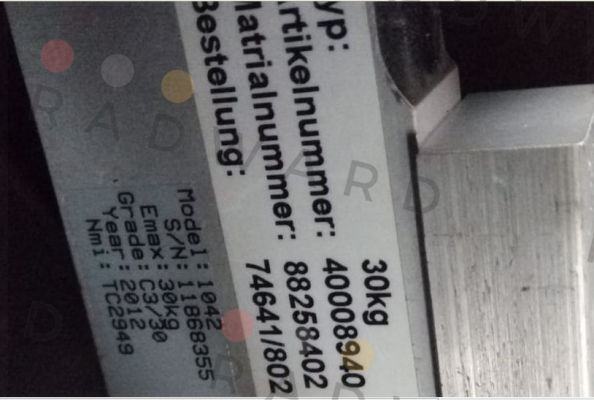 yp: 30kg
rtikelnummer: 40008940
atrialnummer: 88258402
Bestellung: 74641/802
Model: 1042
S/N: 11868355
Emax: 30kg
Grade: C3/30
Year: 2012
Nmi: TC2949
RADWARD